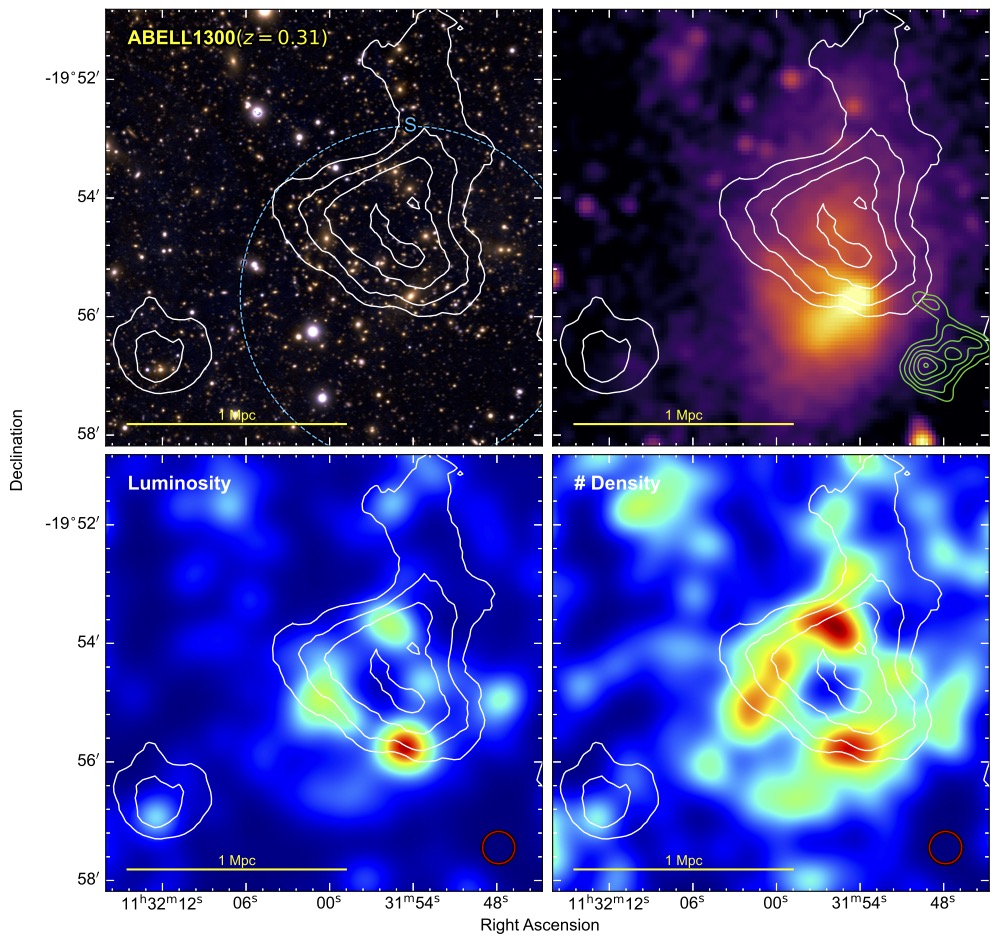 ABELL1300(z = 0.31)
S
-19°52′
54′
56′
58′
1 Mpc
1 Mpc
Declination
Luminosity
# Density
-19°52′
54′
56′
58′
1 Mpc
1 Mpc
11ʰ32ᵐ12ˢ 06ˢ 00ˢ 31ᵐ54ˢ 48ˢ 11ʰ32ᵐ12ˢ 06ˢ 00ˢ 31ᵐ54ˢ 48ˢ
Right Ascension